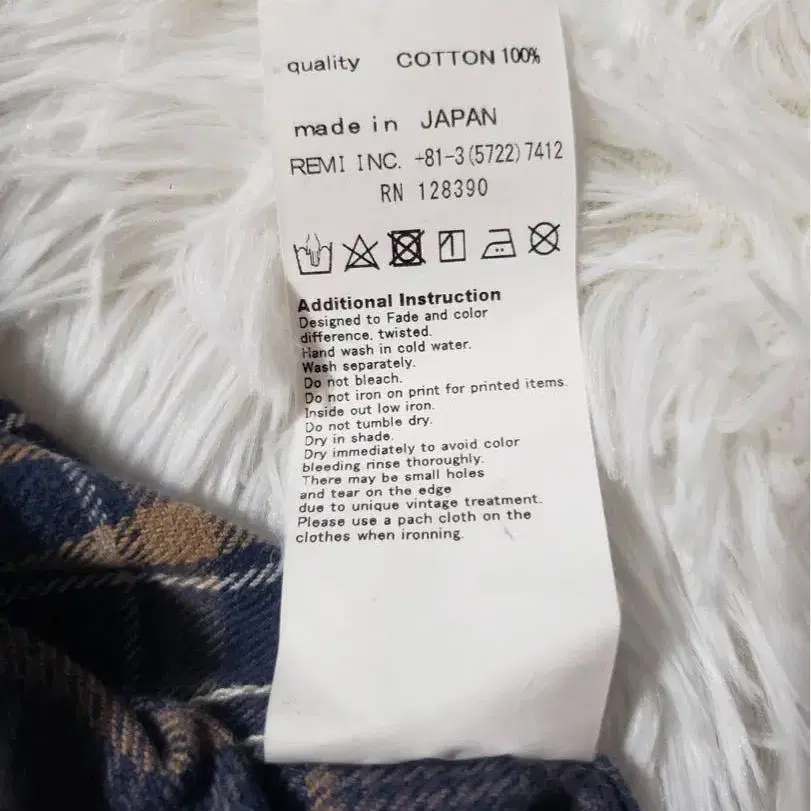 quality COTTON 100%
made in JAPAN
REMI INC. +81-3(5722)7412
RN 128390
Additional Instruction
Designed to Fade and color
difference, twisted.
Hand wash in cold water.
Wash separately.
Do not bleach.
Do not iron on print for printed items.
Inside out low iron.
Do not tumble dry.
Dry in shade.
Dry immediately to avoid color
bleeding rinse thoroughly.
There may be small holes
and tear on the edge
due to unique vintage treatment.
Please use a pach cloth on the
clothes when ironning.